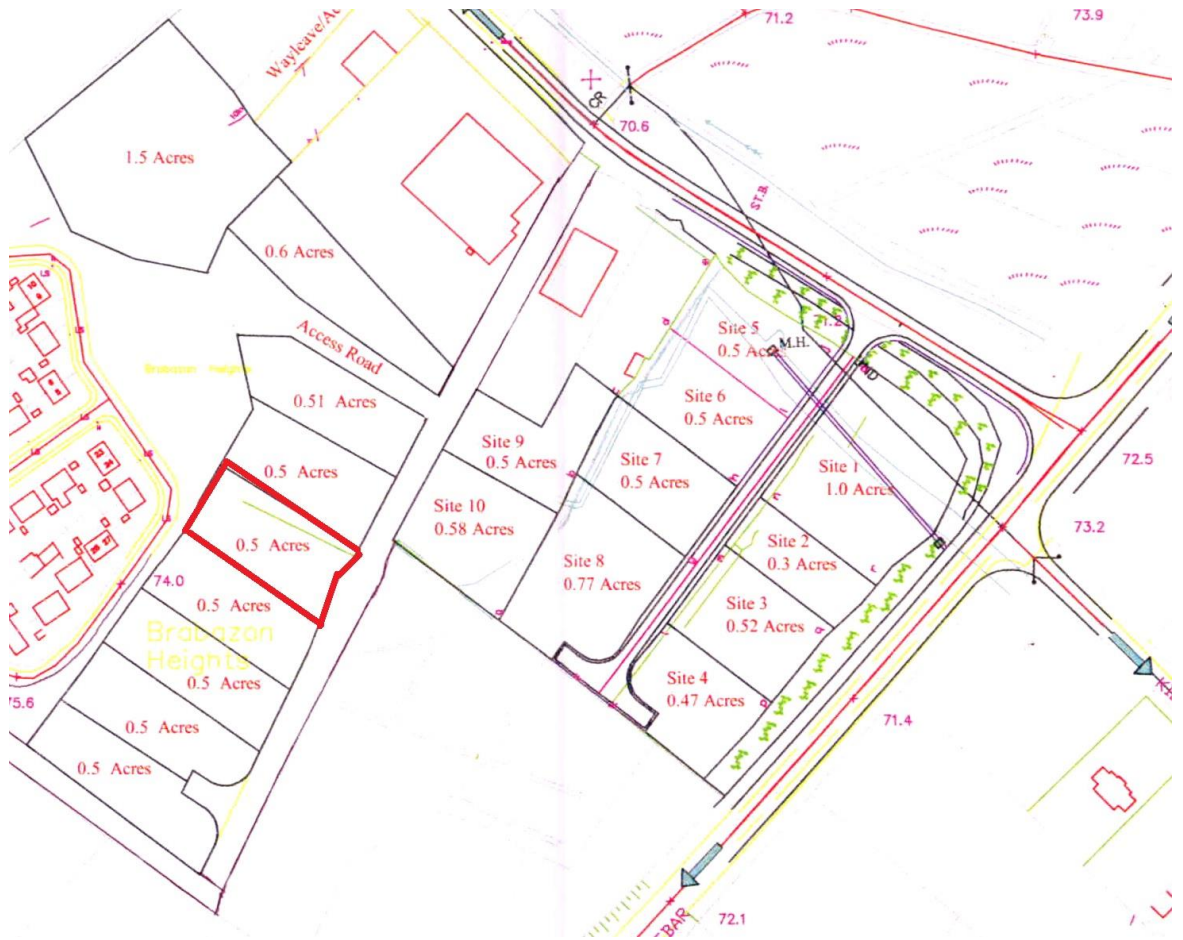 71.2
73.9
Wayleave/Ac
CR
70.6
10m
1.5 Acres
ST.B.
0.6 Acres
Site 5
0.5 Acre
M.H.
Access Road
Brabazon Heights
0.51 Acres
Site 6
0.5 Acres
Site 9
0.5 Acres
Site 7
0.5 Acres
Site 1
1.0 Acres
72.5
0.5 Acres
Site 10
0.58 Acres
73.2
0.5 Acres
Site 2
0.3 Acres
Site 8
0.77 Acres
74.0
0.5 Acres
Site 3
0.52 Acres
Brabazon
Heights
0.5 Acres
Site 4
0.47 Acres
75.6
0.5 Acres
71.4
0.5 Acres
72.1
BAR